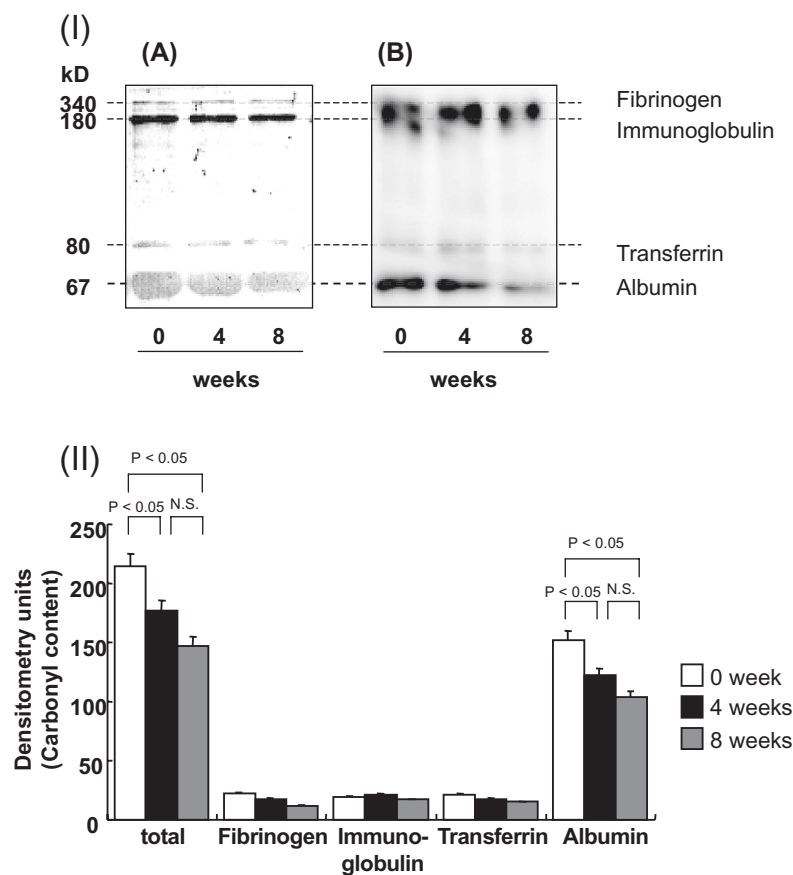 (I)
(A) (B)
kD
340 Fibrinogen
180 Immunoglobulin
80 Transferrin
67 Albumin
0 4 8 0 4 8
weeks weeks
(II)
P < 0.05
P < 0.05 N.S.
P < 0.05
P < 0.05 N.S.
Densitometry units
(Carbonyl content)
250
200
150
100
50
0
0 week
4 weeks
8 weeks
total Fibrinogen Immuno- Transferrin Albumin
globulin